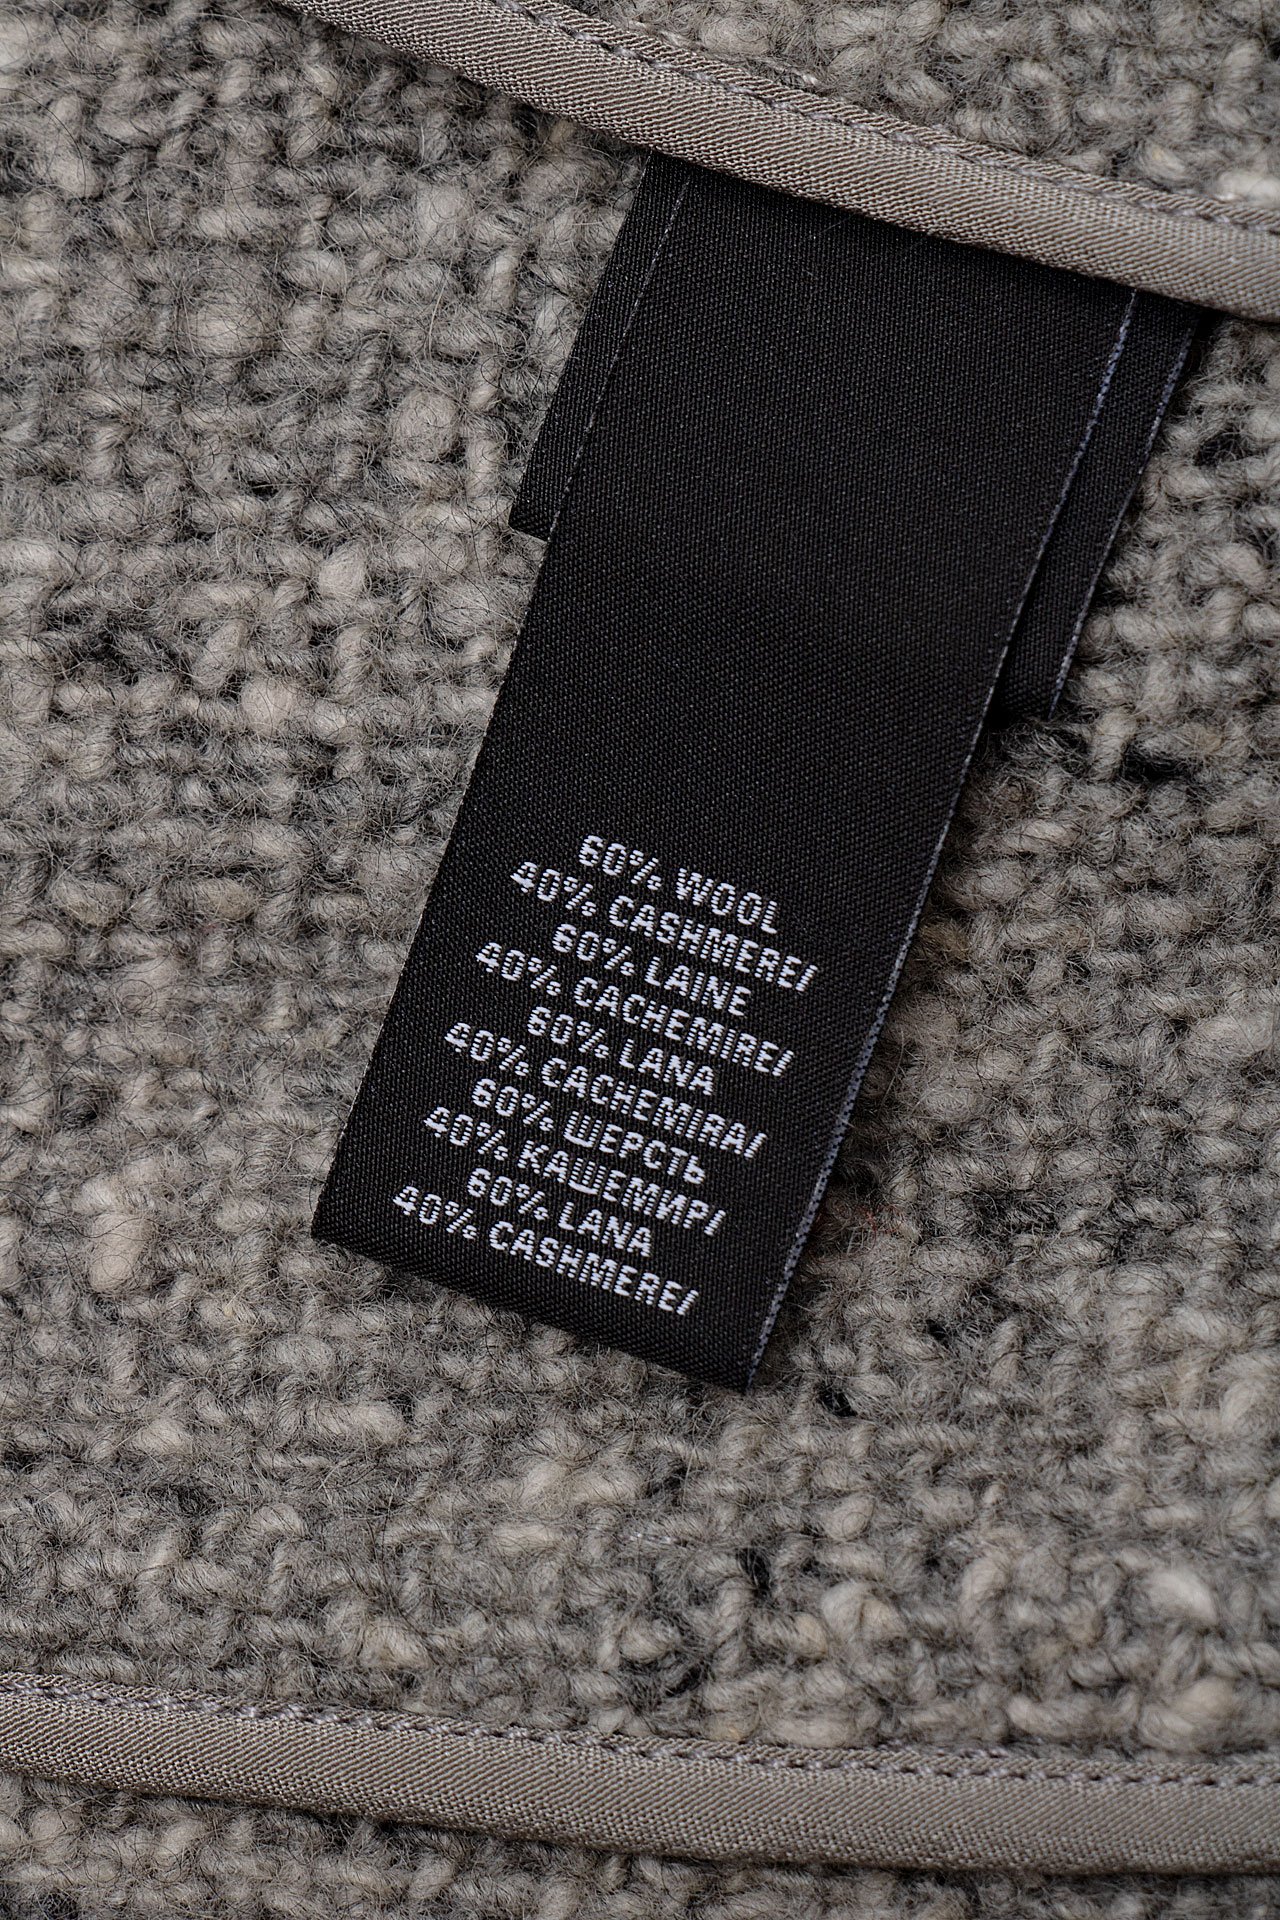 60% WOOL
40% CASHMERE/
60% LAINE
40% CACHEMIRE/
60% LANA
40% CACHEMIRA/
60% ШЕРСТЬ
40% КАШЕМИР/
60% LANA
40% CASHMERE/